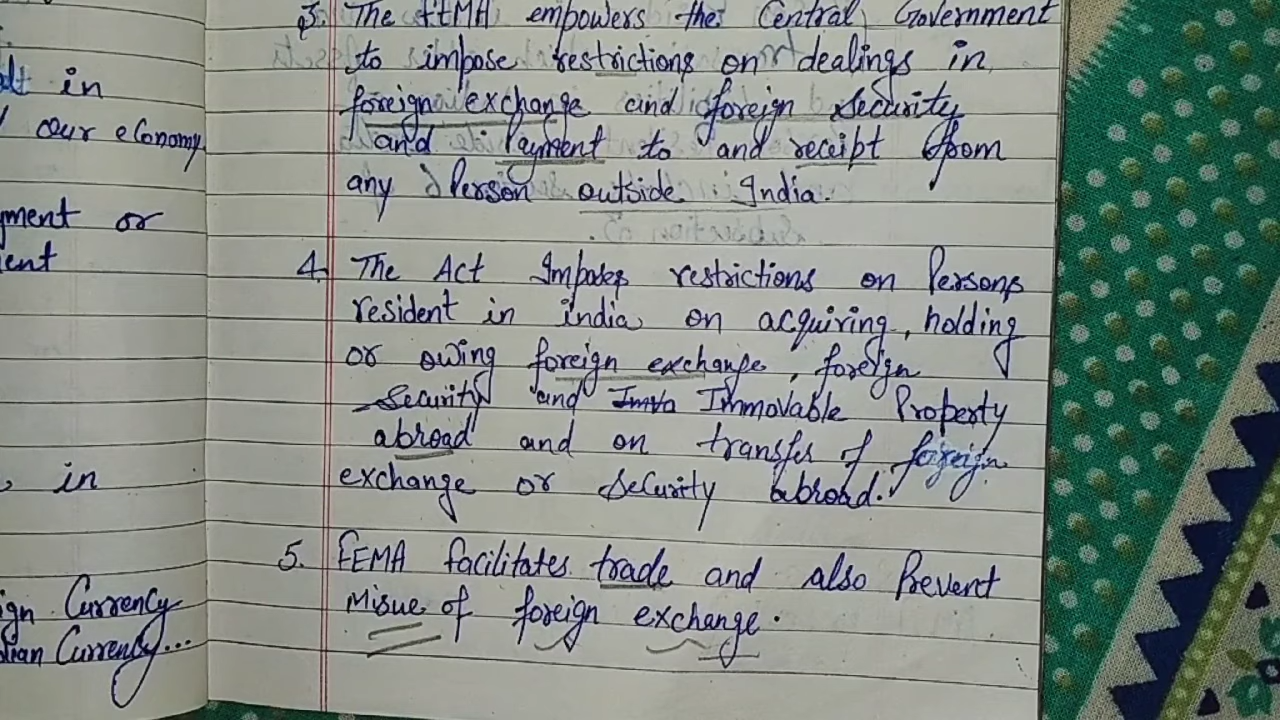 in
our economy
or
in
Currency
Currency...
3. The FEMA empowers the Central Government
to impose restrictions on dealings in
foreign exchange and foreign security
and payment to and receipt from
any Person outside India.
4. The Act Imposes restrictions on Persons
resident in india on acquiring, holding
or owing foreign exchange, foreign
Security and Imva Immovable Property
abroad and on transfer of foreign
exchange or security abroad.
5. FEMA facilitates trade and also Prevent
Misue of foreign exchange.